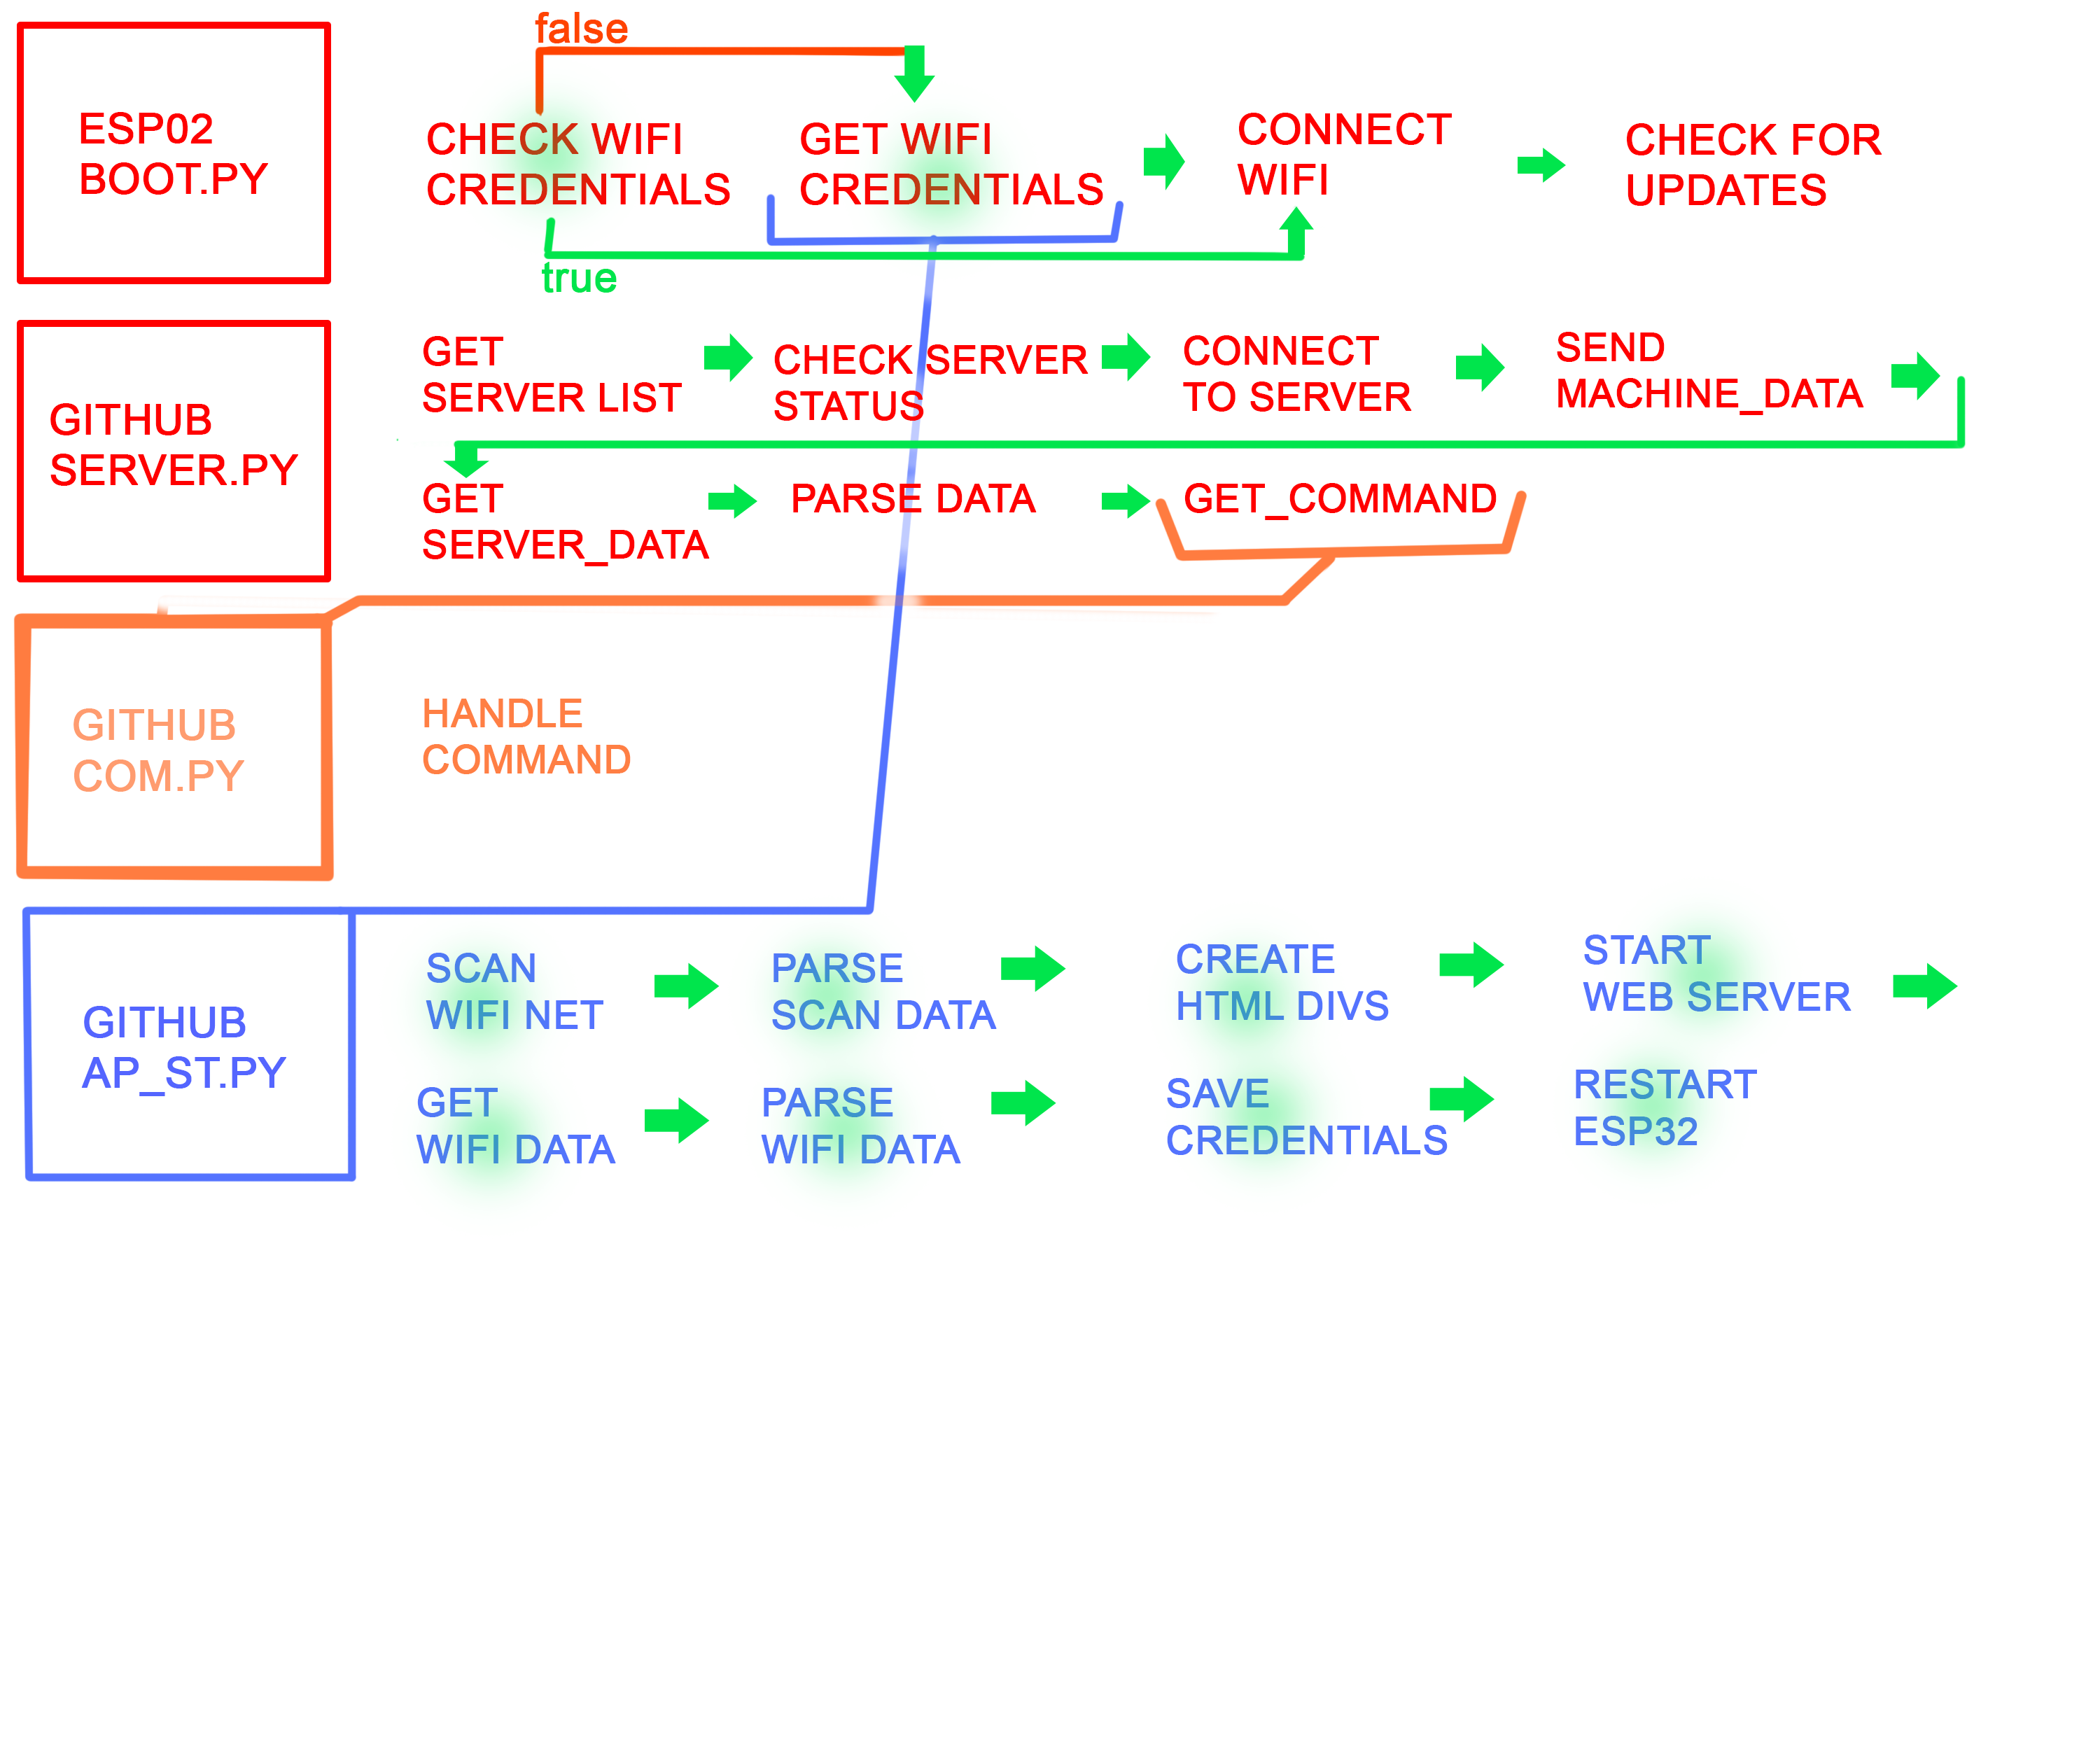 false
ESP02
BOOT.PY
CHECK WIFI
CREDENTIALS
GET WIFI
CREDENTIALS
CONNECT
WIFI
CHECK FOR
UPDATES
true
GITHUB
SERVER.PY
GET
SERVER LIST
CHECK SERVER
STATUS
CONNECT
TO SERVER
SEND
MACHINE_DATA
GET
SERVER_DATA
PARSE DATA
GET_COMMAND
GITHUB
COM.PY
HANDLE
COMMAND
GITHUB
AP_ST.PY
SCAN
WIFI NET
PARSE
SCAN DATA
CREATE
HTML DIVS
START
WEB SERVER
GET
WIFI DATA
PARSE
WIFI DATA
SAVE
CREDENTIALS
RESTART
ESP32